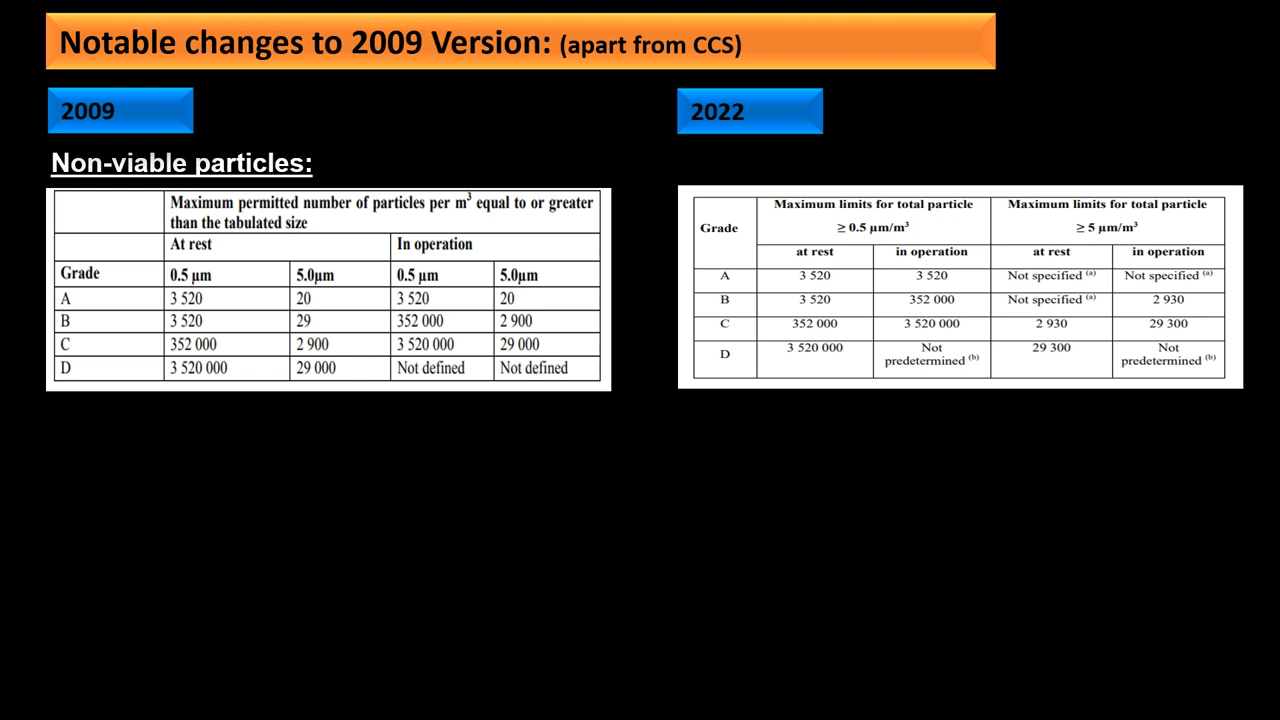 Notable changes to 2009 Version: (apart from CCS)
2009
2022
Non-viable particles:
Maximum permitted number of particles per m³ equal to or greater
than the tabulated size
At rest In operation
Grade 0.5 µm 5.0µm 0.5 µm 5.0µm
A 3 520 20 3 520 20
B 3 520 29 352 000 2 900
C 352 000 2 900 3 520 000 29 000
D 3 520 000 29 000 Not defined Not defined
Grade
Maximum limits for total particle
≥ 0.5 µm/m³
Maximum limits for total particle
≥ 5 µm/m³
at rest in operation at rest in operation
A 3 520 3 520 Not specified (a) Not specified (a)
B 3 520 352 000 Not specified (a) 2 930
C 352 000 3 520 000 2 930 29 300
D 3 520 000 Not predetermined (b) 29 300 Not predetermined (b)